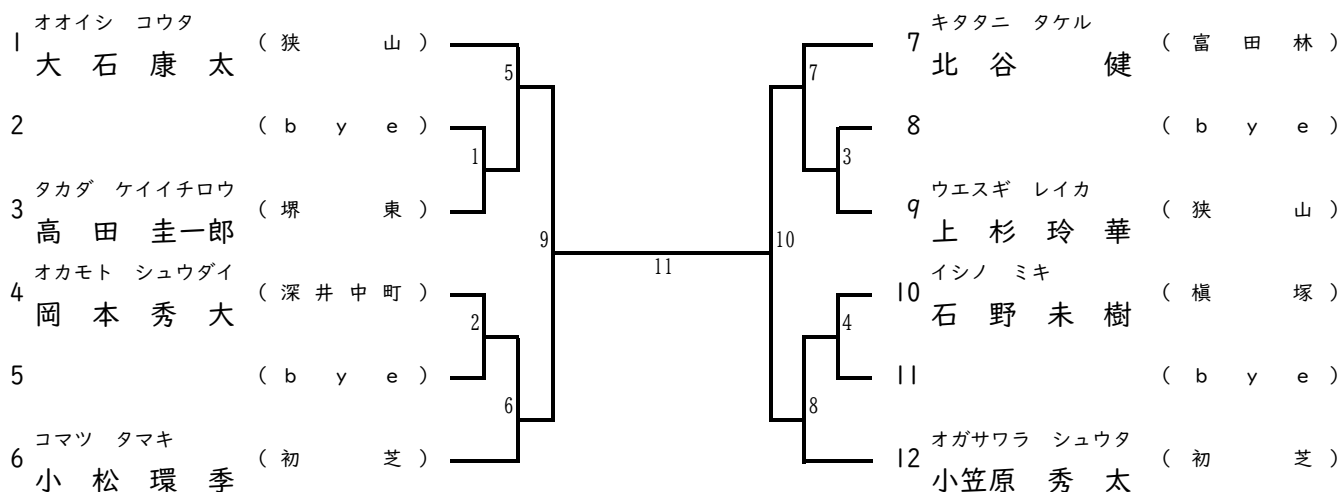 オオイシ コウタ
1 大石康太 (狭山)
2 (bye)
タカダ ケイイチロウ
3 高田圭一郎 (堺東)
オカモト シュウダイ
4 岡本秀大 (深井中町)
5 (bye)
コマツ タマキ
6 小松環季 (初芝)
5
1
9
2
6
11
キタタニ タケル
7 北谷健 (富田林)
8 (bye)
ウエスギ レイカ
9 上杉玲華 (狭山)
イシノ ミキ
10 石野未樹 (槇塚)
11 (bye)
オガサワラ シュウタ
12 小笠原秀太 (初芝)
7
3
10
4
8